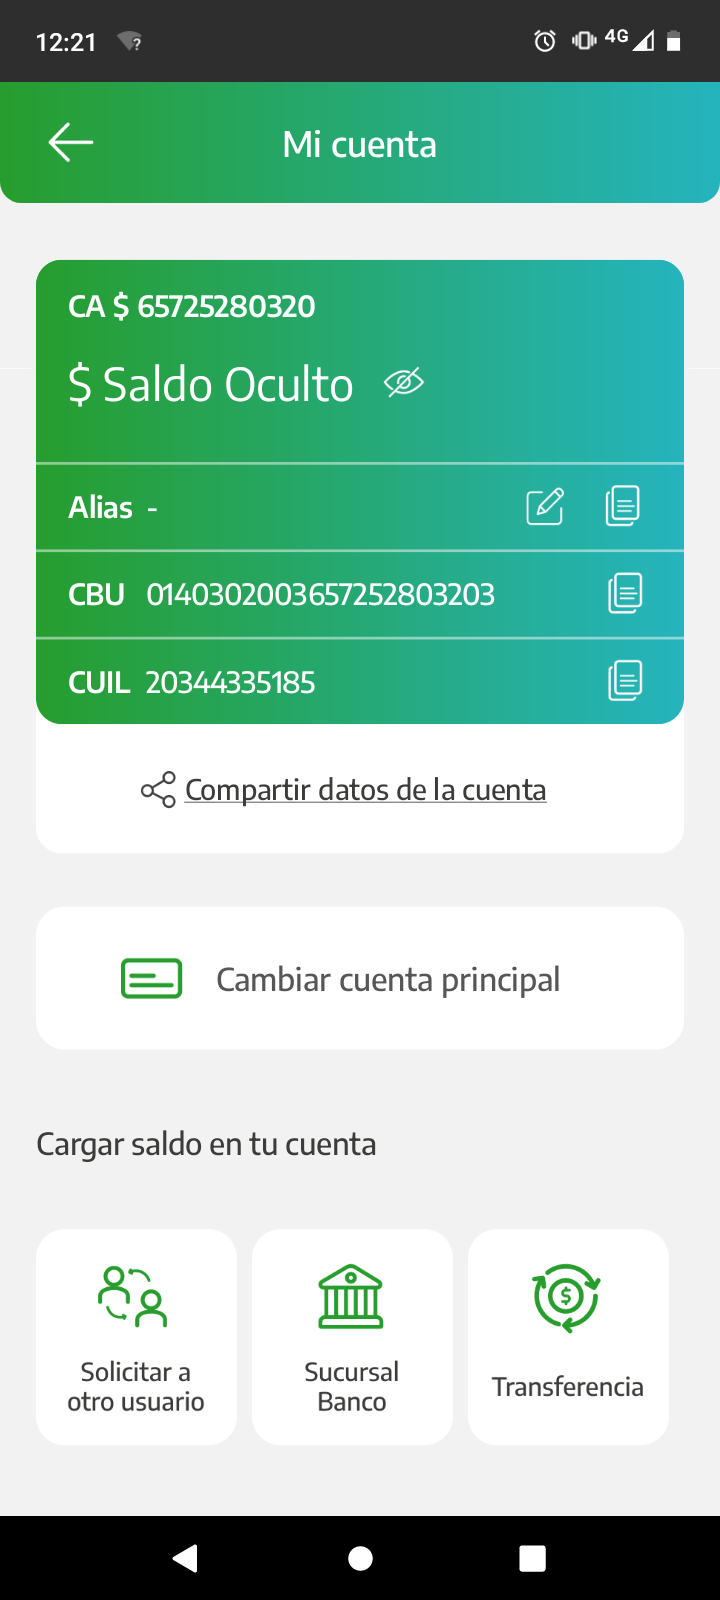 12:21
?
4G
Mi cuenta
CA $ 65725280320
$ Saldo Oculto
Alias -
CBU 0140302003657252803203
CUIL 20344335185
Compartir datos de la cuenta
Cambiar cuenta principal
Cargar saldo en tu cuenta
Solicitar a
otro usuario
Sucursal
Banco
$
Transferencia